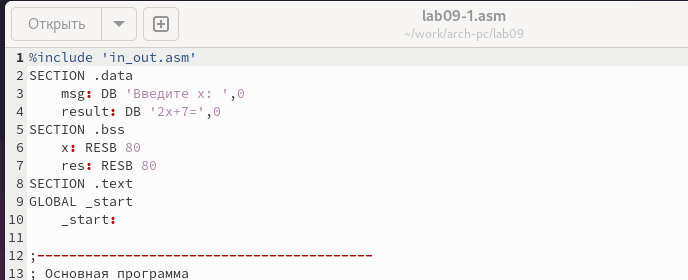 Открыть
lab09-1.asm
~/work/arch-pc/lab09
1 %include 'in_out.asm'
2 SECTION .data
3     msg: DB 'Введите x: ',0
4     result: DB '2x+7=',0
5 SECTION .bss
6     x: RESB 80
7     res: RESB 80
8 SECTION .text
9 GLOBAL _start
10     _start:
11
12 ;------------------------------------------
13 ; Основная программа